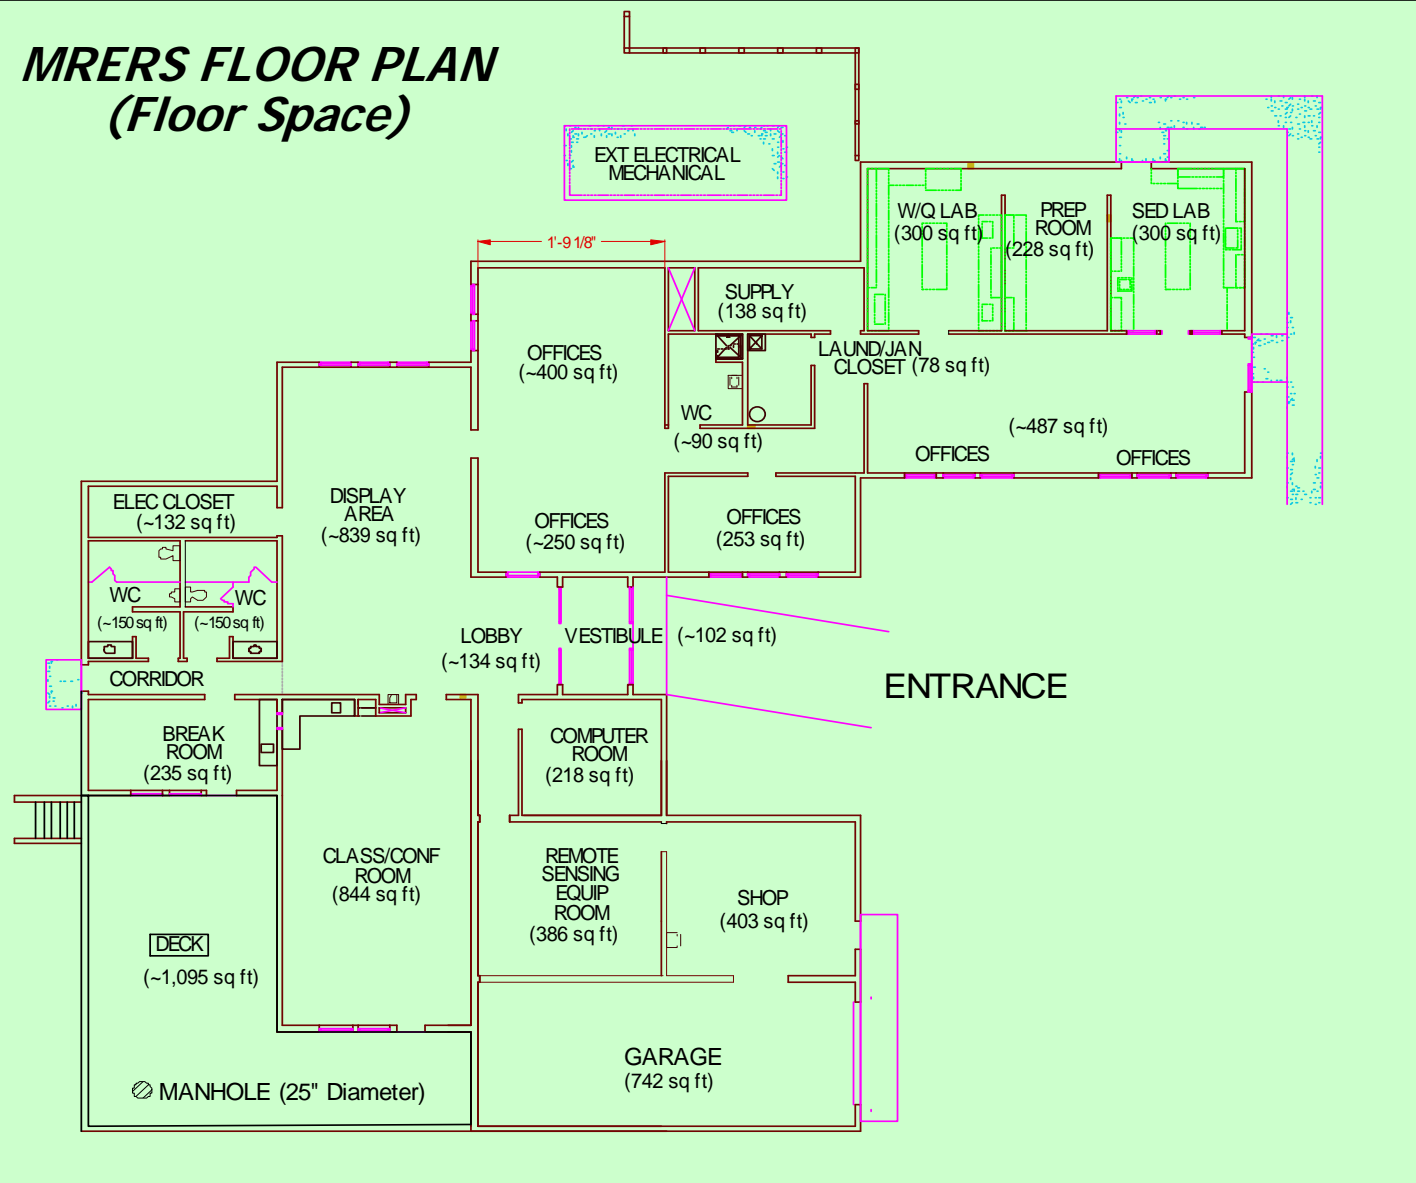 MRERS FLOOR PLAN
(Floor Space)
EXT ELECTRICAL
MECHANICAL
W/Q LAB
(300 sq ft)
PREP
ROOM
(228 sq ft)
SED LAB
(300 sq ft)
1'-9 1/8"
SUPPLY
(138 sq ft)
OFFICES
(~400 sq ft)
LAUND/JAN
CLOSET (78 sq ft)
WC
(~90 sq ft)
(~487 sq ft)
OFFICES
OFFICES
ELEC CLOSET
(~132 sq ft)
DISPLAY
AREA
(~839 sq ft)
OFFICES
(~250 sq ft)
OFFICES
(253 sq ft)
WC
(~150 sq ft)
WC
(~150 sq ft)
LOBBY
(~134 sq ft)
VESTIBULE
(~102 sq ft)
CORRIDOR
ENTRANCE
BREAK
ROOM
(235 sq ft)
COMPUTER
ROOM
(218 sq ft)
CLASS/CONF
ROOM
(844 sq ft)
REMOTE
SENSING
EQUIP
ROOM
(386 sq ft)
SHOP
(403 sq ft)
DECK
(~1,095 sq ft)
GARAGE
(742 sq ft)
MANHOLE (25" Diameter)